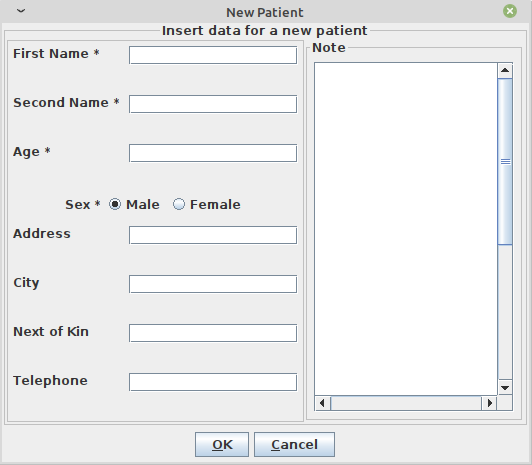 New Patient
Insert data for a new patient
First Name *
Second Name *
Age *
Sex * Male Female
Address
City
Next of Kin
Telephone
Note
OK Cancel